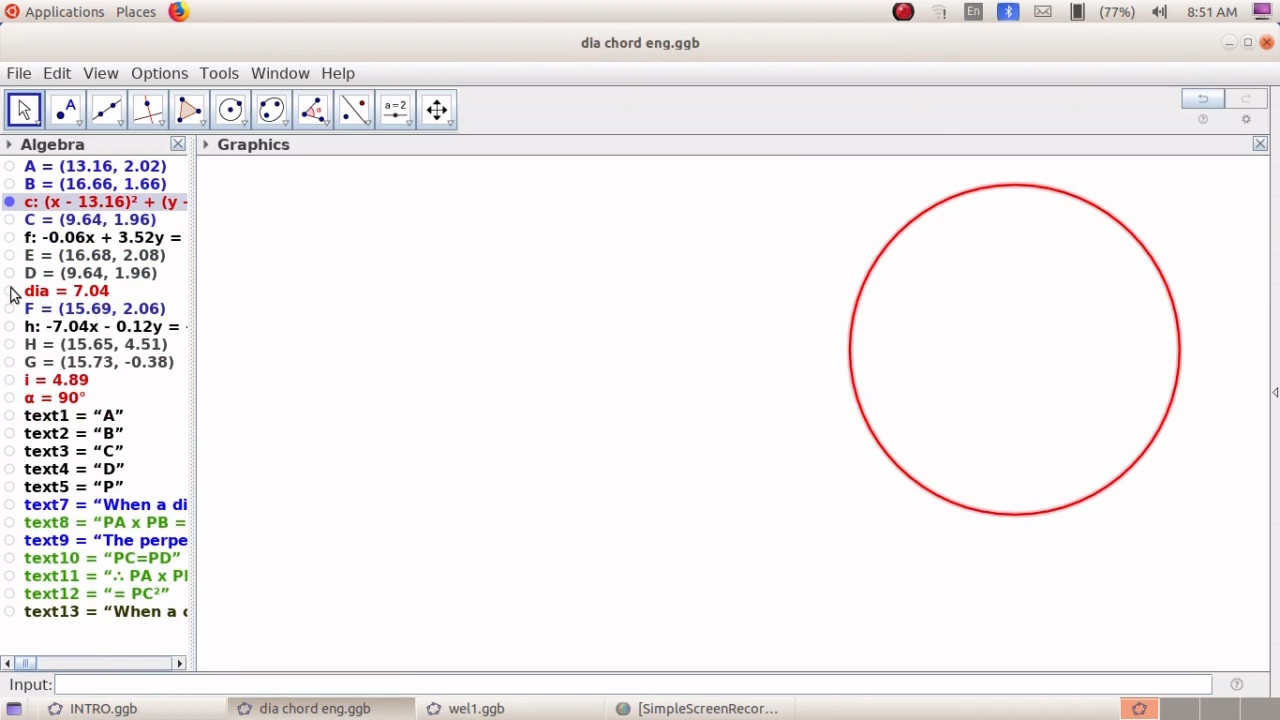 Applications Places En (77%) 8:51 AM
dia chord eng.ggb
File Edit View Options Tools Window Help
A α a=2
Algebra Graphics
A = (13.16, 2.02)
B = (16.66, 1.66)
c: (x - 13.16)² + (y -
C = (9.64, 1.96)
f: -0.06x + 3.52y =
E = (16.68, 2.08)
D = (9.64, 1.96)
dia = 7.04
F = (15.69, 2.06)
h: -7.04x - 0.12y = -
H = (15.65, 4.51)
G = (15.73, -0.38)
i = 4.89
α = 90°
text1 = “A”
text2 = “B”
text3 = “C”
text4 = “D”
text5 = “P”
text7 = “When a di
text8 = “PA x PB =
text9 = “The perpe
text10 = “PC=PD”
text11 = “∴ PA x P
text12 = “= PC²”
text13 = “When a
Input:
INTRO.ggb dia chord eng.ggb wel1.ggb [SimpleScreenRecor...